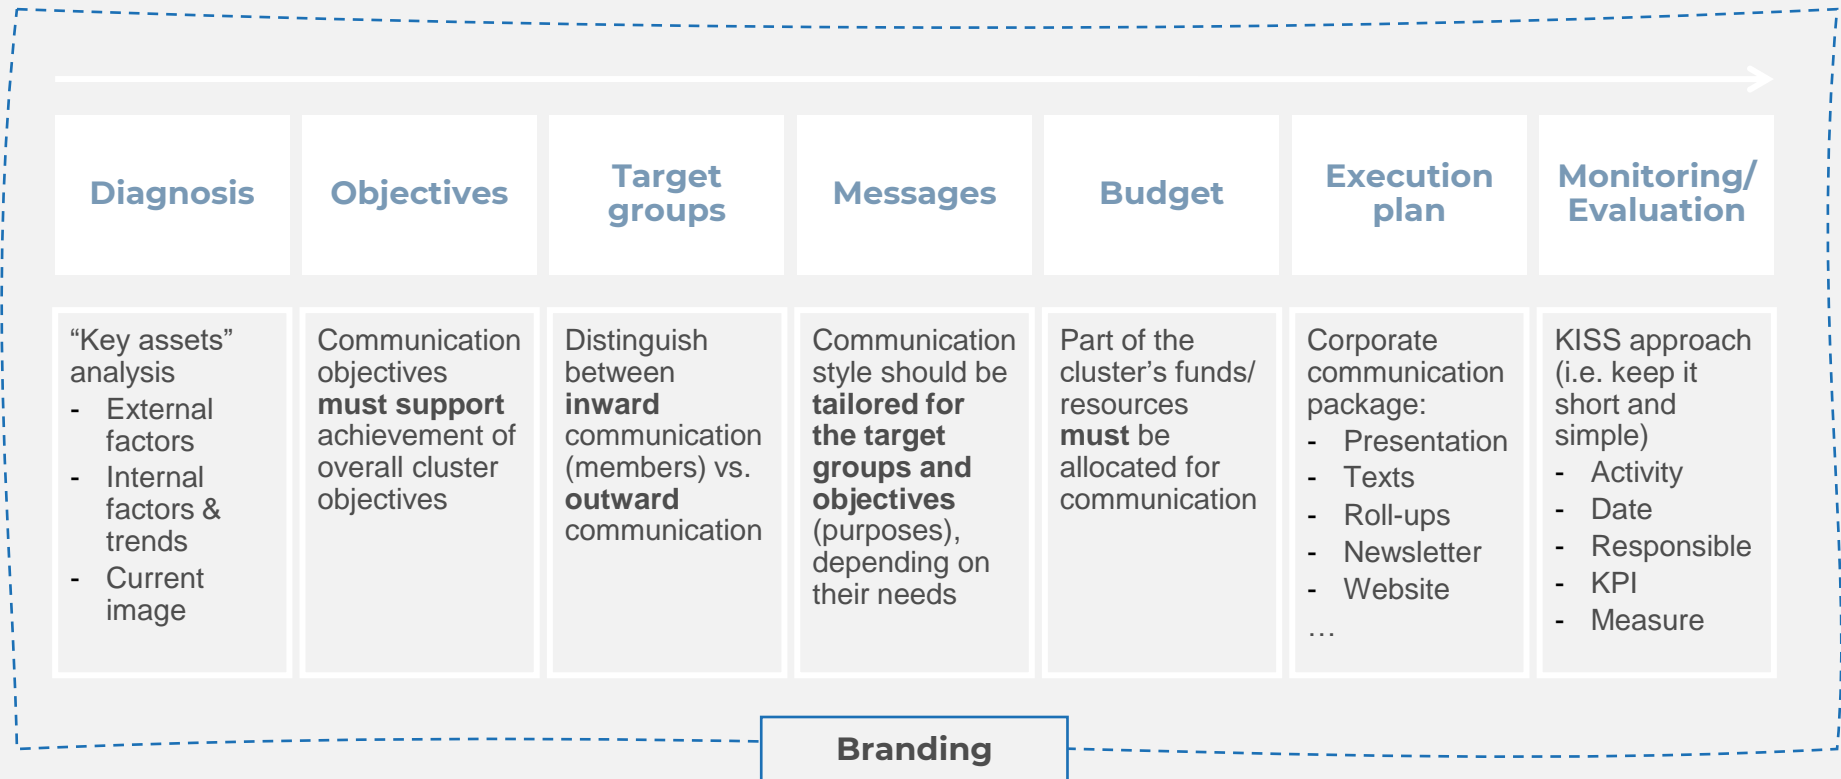 Diagnosis
Objectives
Target
groups
Messages
Budget
Execution
plan
Monitoring/
Evaluation
“Key assets”
analysis
- External
factors
- Internal
factors &
trends
- Current
image
Communication
objectives
must support
achievement of
overall cluster
objectives
Distinguish
between
inward
communication
(members) vs.
outward
communication
Communication
style should be
tailored for
the target
groups and
objectives
(purposes),
depending on
their needs
Part of the
cluster’s funds/
resources
must be
allocated for
communication
Corporate
communication
package:
- Presentation
- Texts
- Roll-ups
- Newsletter
- Website
…
KISS approach
(i.e. keep it
short and
simple)
- Activity
- Date
- Responsible
- KPI
- Measure
Branding